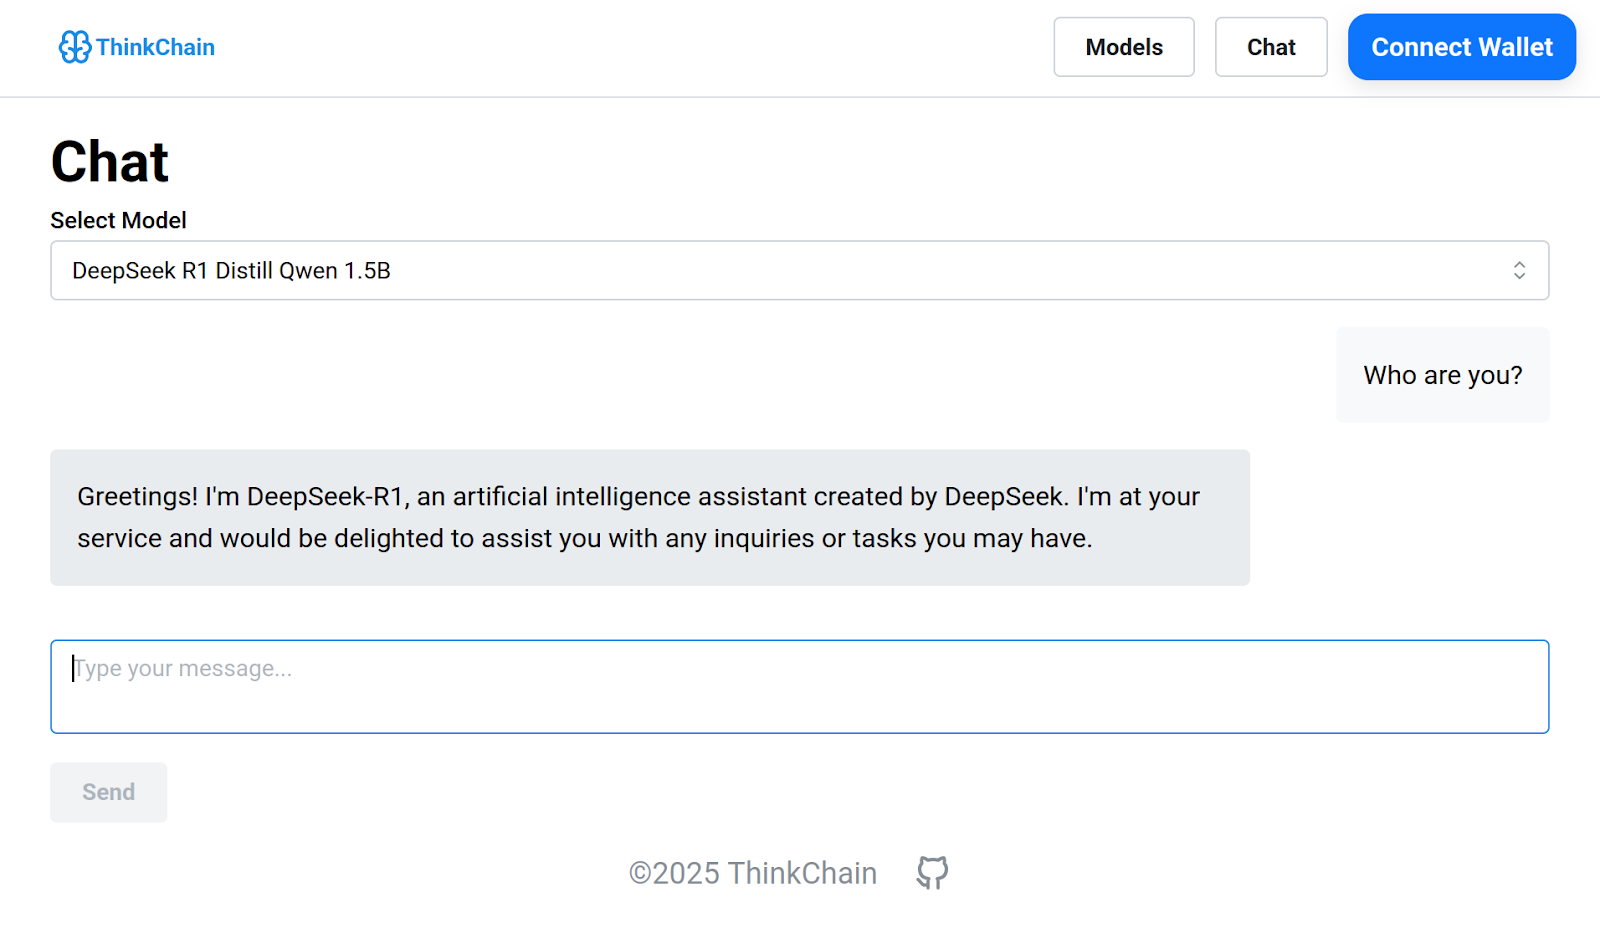 ThinkChain
Models
Chat
Connect Wallet
Chat
Select Model
DeepSeek R1 Distill Qwen 1.5B
Who are you?
Greetings! I'm DeepSeek-R1, an artificial intelligence assistant created by DeepSeek. I'm at your
service and would be delighted to assist you with any inquiries or tasks you may have.
Type your message...
Send
©2025 ThinkChain